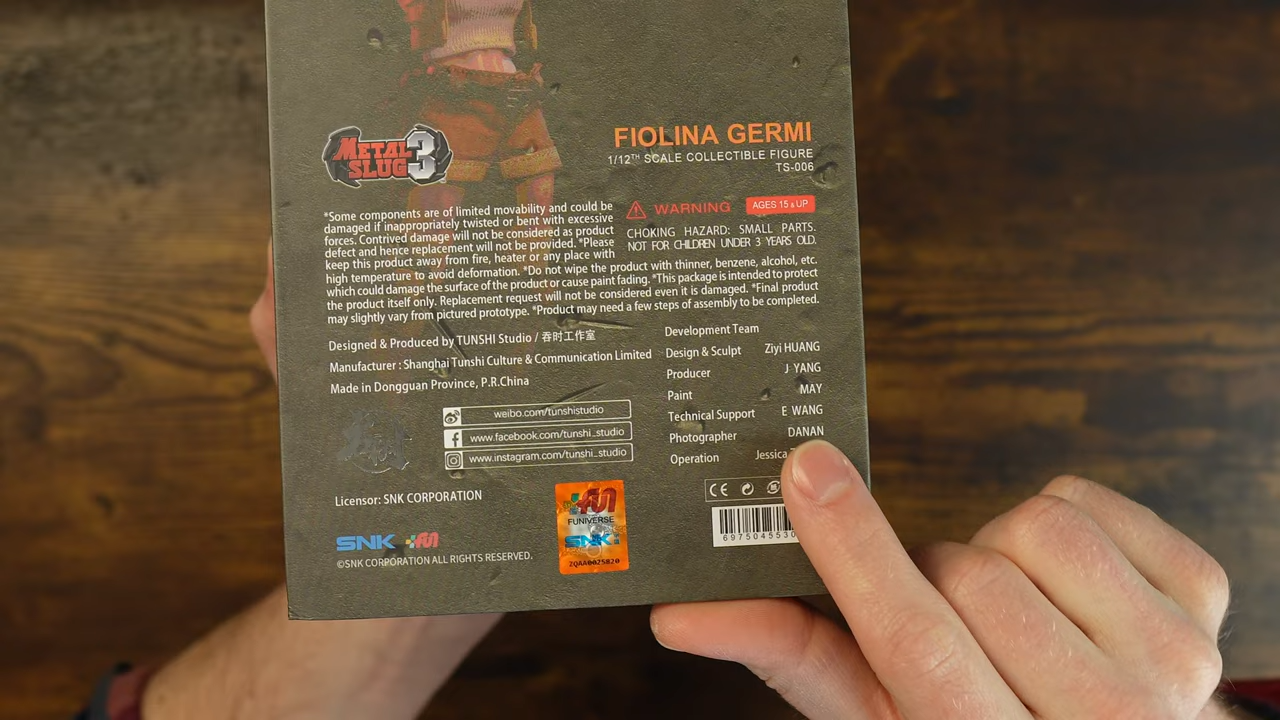 METAL SLUG 3
FIOLINA GERMI
1/12TH SCALE COLLECTIBLE FIGURE
TS-006
*Some components are of limited movability and could be
damaged if inappropriately twisted or bent with excessive
forces. Contrived damage will not be considered as product
defect and hence replacement will not be provided. *Please
keep this product away from fire, heater or any place with
high temperature to avoid deformation. *Do not wipe the product with thinner, benzene, alcohol, etc.
which could damage the surface of the product or cause paint fading. *This package is intended to protect
the product itself only. Replacement request will not be considered even it is damaged. *Final product
may slightly vary from pictured prototype. *Product may need a few steps of assembly to be completed.
WARNING
AGES 15 & UP
CHOKING HAZARD: SMALL PARTS.
NOT FOR CHILDREN UNDER 3 YEARS OLD.
Designed & Produced by TUNSHI Studio / 吞时工作室
Manufacturer : Shanghai Tunshi Culture & Communication Limited
Made in Dongguan Province, P.R.China
weibo.com/tunshistudio
www.facebook.com/tunshi_studio
www.instagram.com/tunshi_studio
Development Team
Design & Sculpt Ziyi HUANG
Producer J YANG
Paint MAY
Technical Support E WANG
Photographer DANAN
Operation Jessica
Licensor: SNK CORPORATION
SNK
©SNK CORPORATION ALL RIGHTS RESERVED.
FUNIVERSE
SNK
ZQAA0025820
CE
6975045530